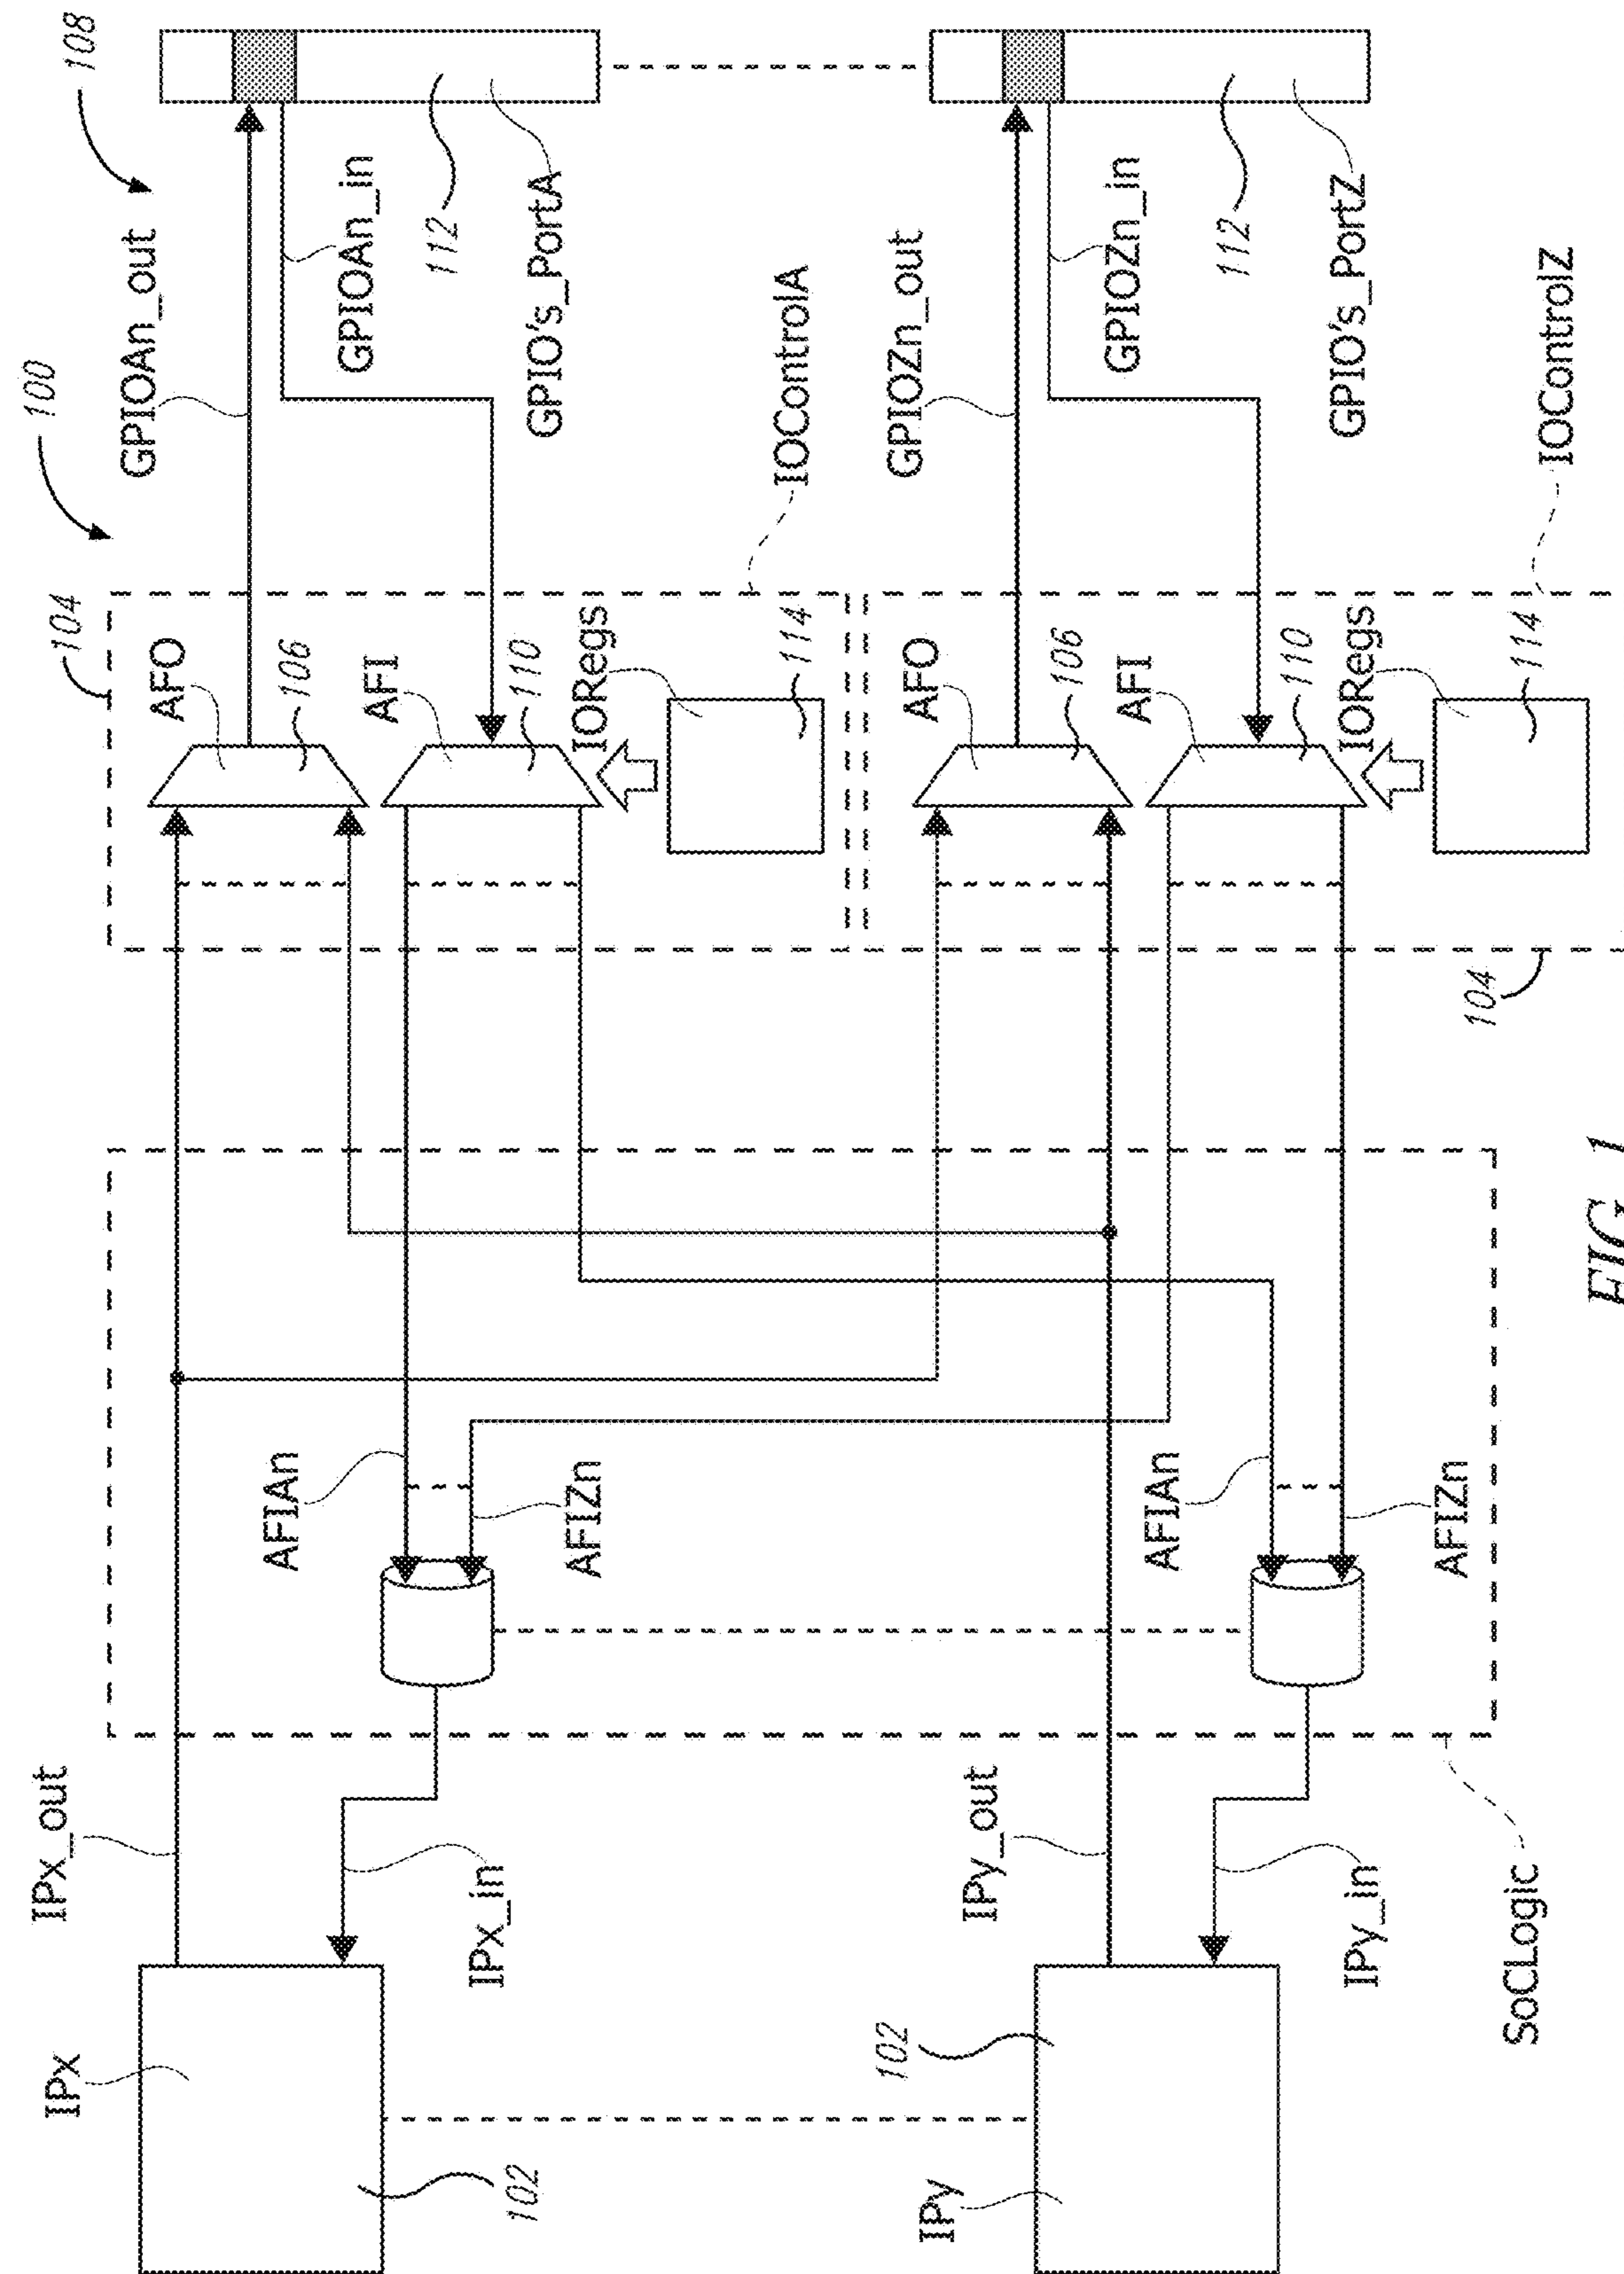 IPx
IPx_out
100
104
108
GPIOAn_out
AFO
AFIAn
106
GPIOAn_in
AFI
112
IPx_in
102
110
GPIO's_PortA
AFIZn
IORegs
114
IOControlA
102
GPIOZn_out
AFO
IPy
IPy_out
106
GPIOZn_in
AFI
AFIAn
112
110
IPy_in
IORegs
GPIO's_PortZ
AFIZn
104
SoCLogic
114
IOControlZ
FIG. 1